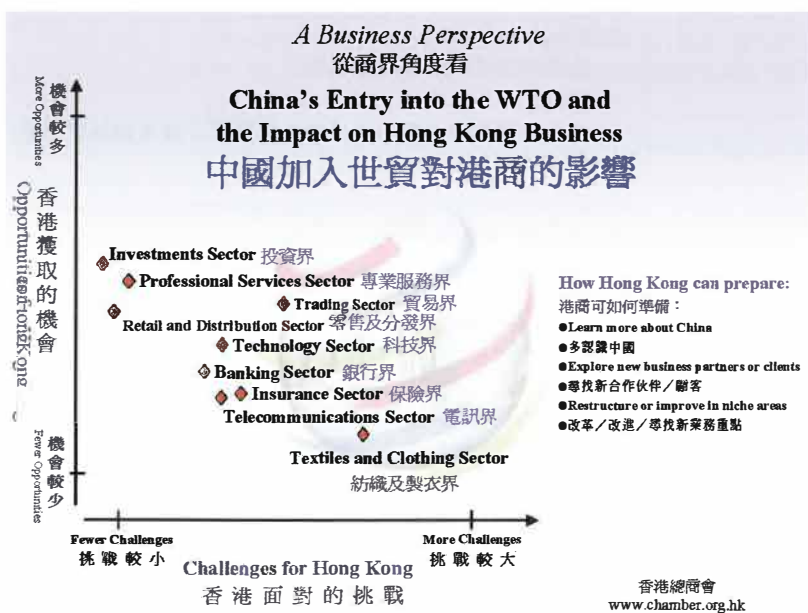 A Business Perspective
從商界角度看
China's Entry into the WTO and
the Impact on Hong Kong Business
中國加入世貿對港商的影響
機會較多
More Opportunities
香港獲取的機會
Opportunities for Hong Kong
機會較少
Fewer Opportunities
Investments Sector 投資界
Professional Services Sector 專業服務界
Trading Sector 貿易界
Retail and Distribution Sector 零售及分發界
Technology Sector 科技界
Banking Sector 銀行界
Insurance Sector 保險界
Telecommunications Sector 電訊界
Textiles and Clothing Sector
紡織及製衣界
How Hong Kong can prepare:
港商可如何準備：
●Learn more about China
●多認識中國
●Explore new business partners or clients
●尋找新合作伙伴／顧客
●Restructure or improve in niche areas
●改革／改進／尋找新業務重點
Fewer Challenges
挑戰較小
More Challenges
挑戰較大
Challenges for Hong Kong
香港面對的挑戰
香港總商會
www.chamber.org.hk